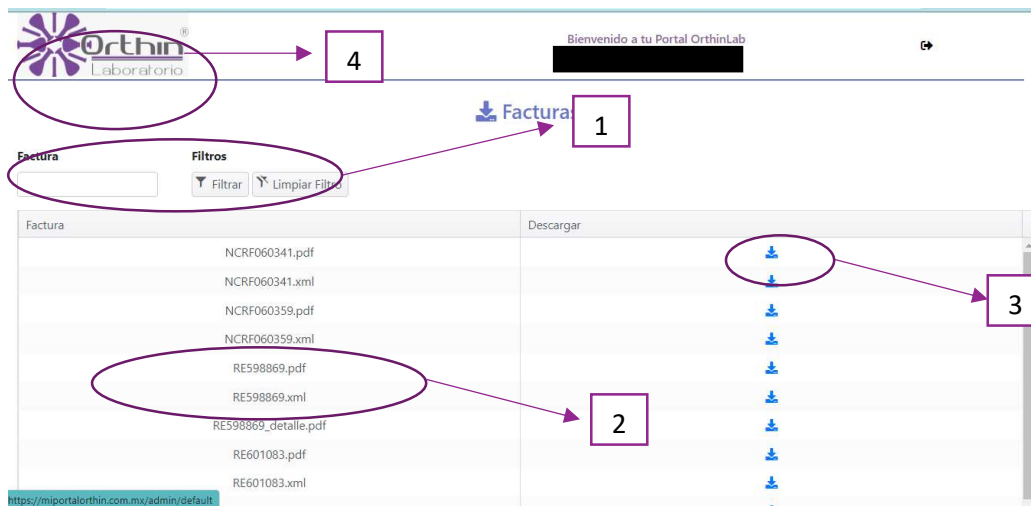 Orthin®
Laboratorio
4
Bienvenido a tu Portal OrthinLab
Facturas
1
Factura
Filtros
Filtrar
Limpiar Filtro
Factura
Descargar
NCRF060341.pdf
NCRF060341.xml
3
NCRF060359.pdf
NCRF060359.xml
RE598869.pdf
RE598869.xml
2
RE598869_detalle.pdf
RE601083.pdf
RE601083.xml
https://miportalorthin.com.mx/admin/default